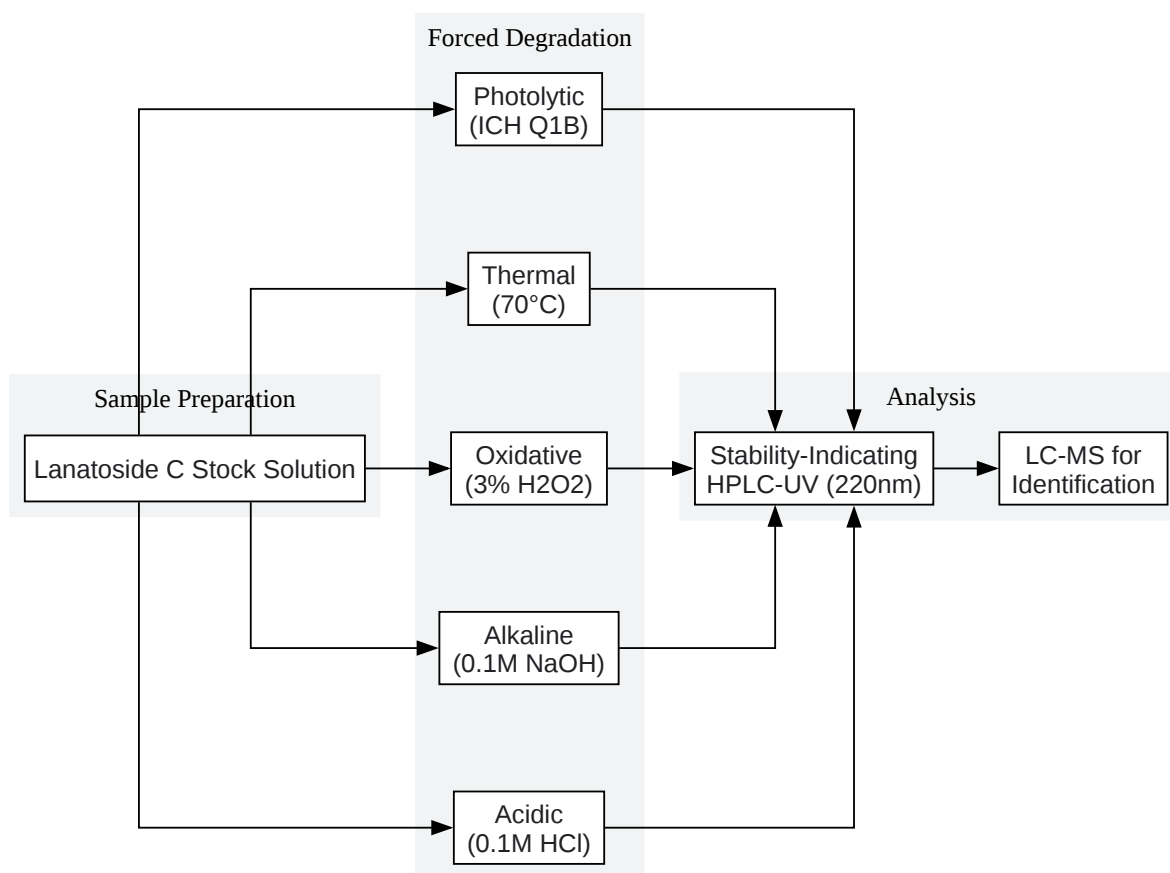 Forced Degradation
Photolytic
(ICH Q1B)
Thermal
(70°C)
Sample Preparation
Lanatoside C Stock Solution
Oxidative
(3% H2O2)
Analysis
Stability-Indicating
HPLC-UV (220nm)
LC-MS for
Identification
Alkaline
(0.1M NaOH)
Acidic
(0.1M HCl)